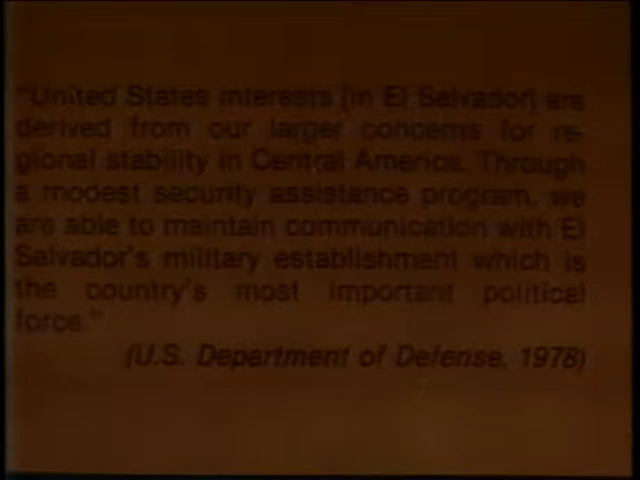 "United States interests [in El Salvador] are
derived from our larger concerns for re-
gional stability in Central America. Through
a modest security assistance program, we
are able to maintain communication with El
Salvador's military establishment which is
the country's most important political
force."
(U.S. Department of Defense, 1978)